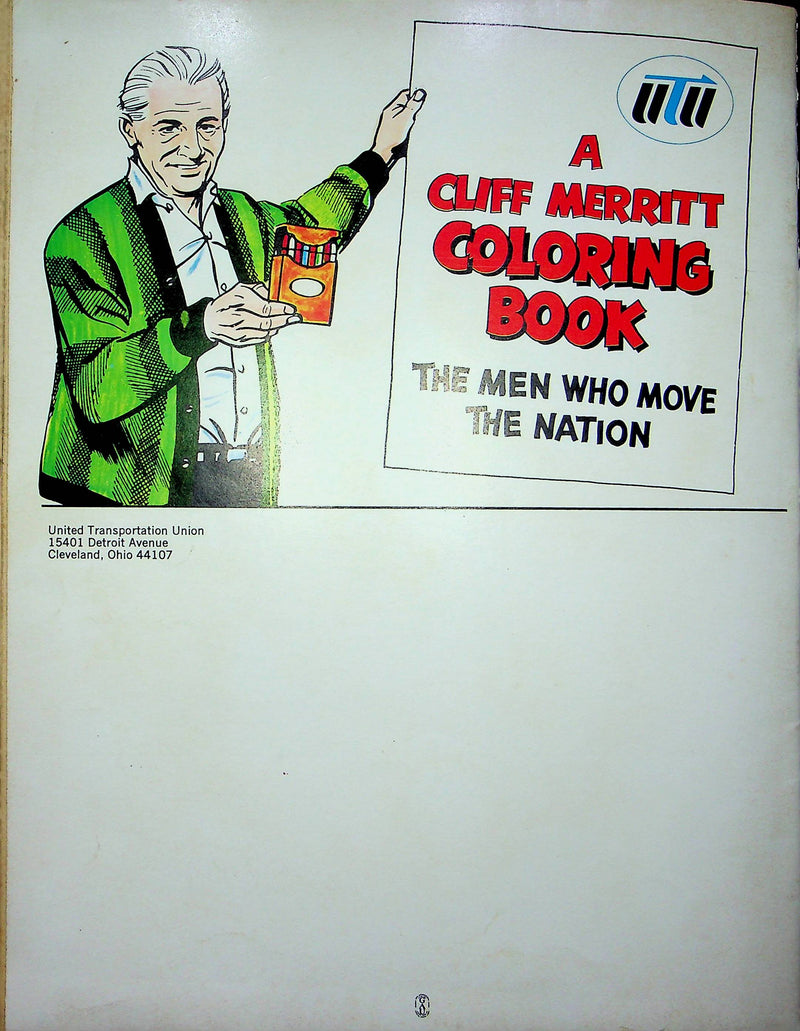 UTU
A
CLIFF MERRITT
COLORING
BOOK
THE MEN WHO MOVE
THE NATION
United Transportation Union
15401 Detroit Avenue
Cleveland, Ohio 44107